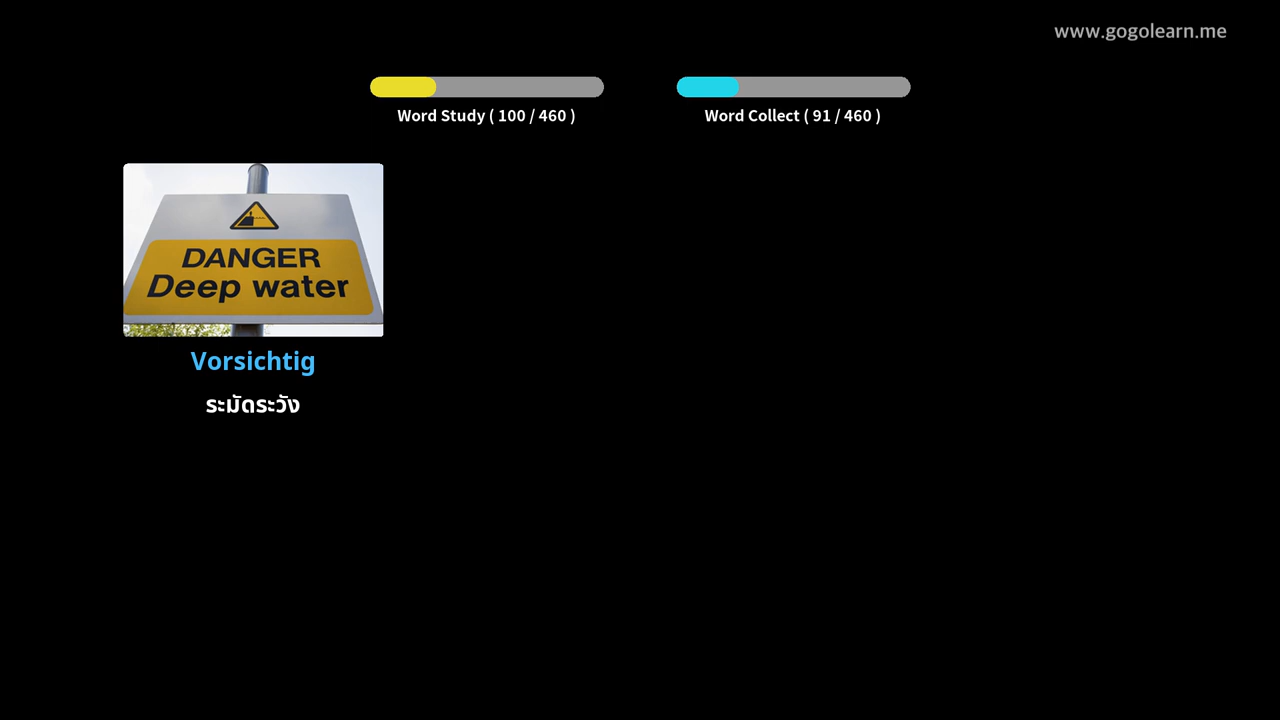 www.gogolearn.me
Word Study ( 100 / 460 )
Word Collect ( 91 / 460 )
DANGER
Deep water
Vorsichtig
ระมัดระวัง